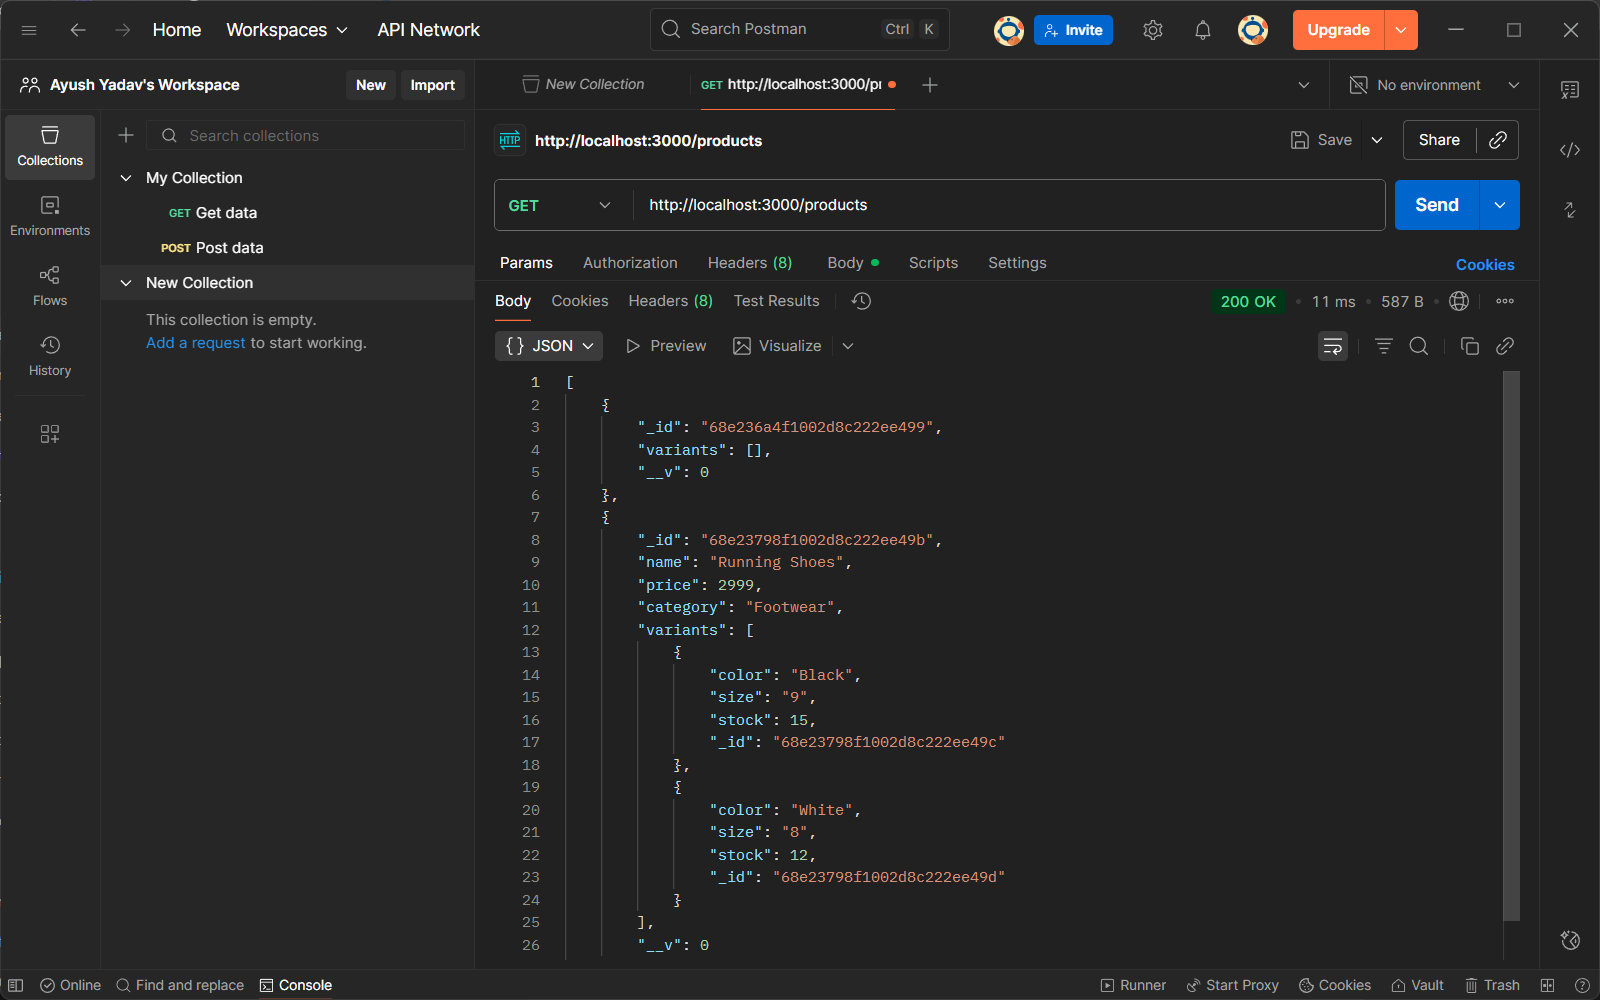 Home Workspaces API Network Search Postman Ctrl K Invite Upgrade
Ayush Yadav's Workspace New Import
New Collection GET http://localhost:3000/pr No environment
Collections
Environments
Flows
History
Search collections
My Collection
GET Get data
POST Post data
New Collection
This collection is empty.
Add a request to start working.
HTTP http://localhost:3000/products Save Share
GET http://localhost:3000/products Send
Params Authorization Headers (8) Body Scripts Settings Cookies
Body Cookies Headers (8) Test Results 200 OK 11 ms 587 B
{} JSON Preview Visualize
1 [
2 {
3 "_id": "68e236a4f1002d8c222ee499",
4 "variants": [],
5 "__v": 0
6 },
7 {
8 "_id": "68e23798f1002d8c222ee49b",
9 "name": "Running Shoes",
10 "price": 2999,
11 "category": "Footwear",
12 "variants": [
13 {
14 "color": "Black",
15 "size": "9",
16 "stock": 15,
17 "_id": "68e23798f1002d8c222ee49c"
18 },
19 {
20 "color": "White",
21 "size": "8",
22 "stock": 12,
23 "_id": "68e23798f1002d8c222ee49d"
24 }
25 ],
26 "__v": 0
Online Find and replace Console Runner Start Proxy Cookies Vault Trash